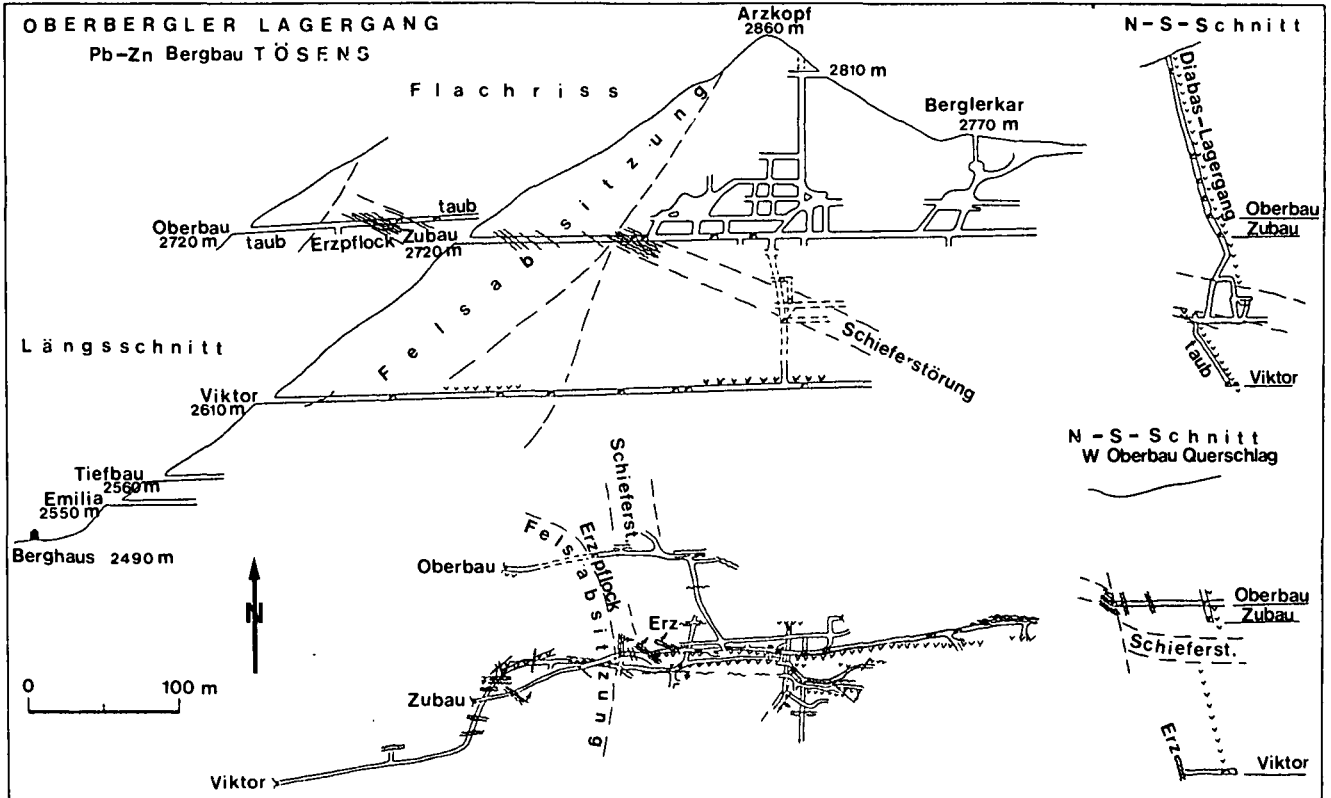 OBERBERGLER LAGERGANG
Pb-Zn Bergbau TÖSENS
Flachriss
Arzkopf
2860 m
2810 m
Berglerkar
2770 m
N-S-Schnitt
Diabas-Lagergang
Oberbau
Zubau
taub
Viktor
Oberbau
2720 m
taub
Erzpflock
taub
Zubau
2720 m
Felsabsitzung
Schieferstörung
Längsschnitt
Viktor
2610 m
Tiefbau
2560 m
Emilia
2550 m
Berghaus 2490 m
N
0 100 m
Schieferst.
Felsabsitzung
Erzpflock
Oberbau
Erz
Zubau
Viktor
N-S-Schnitt
W Oberbau Querschlag
Oberbau
Zubau
Schieferst.
Erz
Viktor